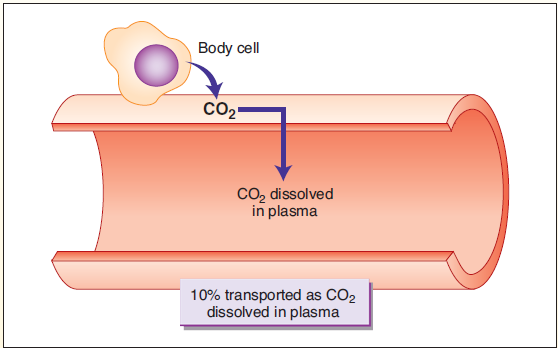 Body cell
CO₂
CO₂ dissolved
in plasma
10% transported as CO₂
dissolved in plasma